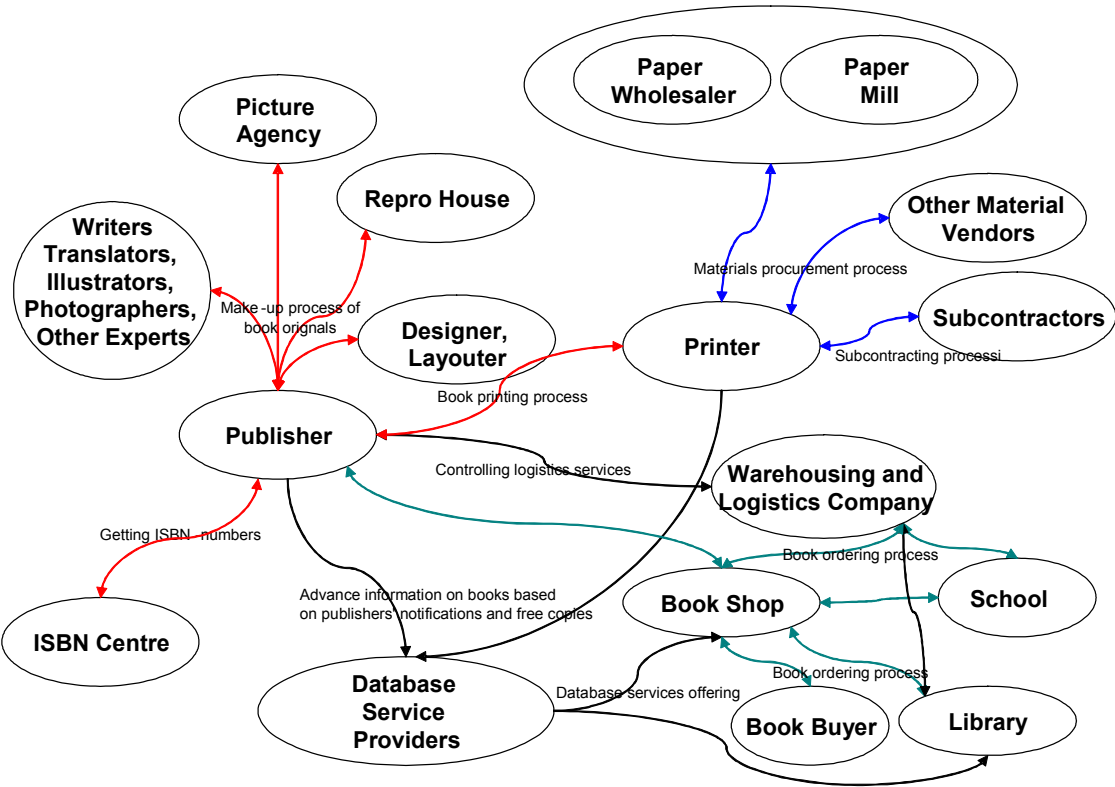 Paper
Wholesaler
Paper
Mill
Picture
Agency
Repro House
Writers
Translators,
Illustrators,
Photographers,
Other Experts
Other Material
Vendors
Materials procurement process
Make-up process of
book orignals
Designer,
Layouter
Printer
Subcontractors
Subcontracting processi
Book printing process
Publisher
Controlling logistics services
Warehousing and
Logistics Company
Getting ISBN- numbers
Book ordering process
Advance information on books based
on publishers' notifications and free copies
Book Shop
School
ISBN Centre
Database
Service
Providers
Database services offering
Book ordering process
Book Buyer
Library